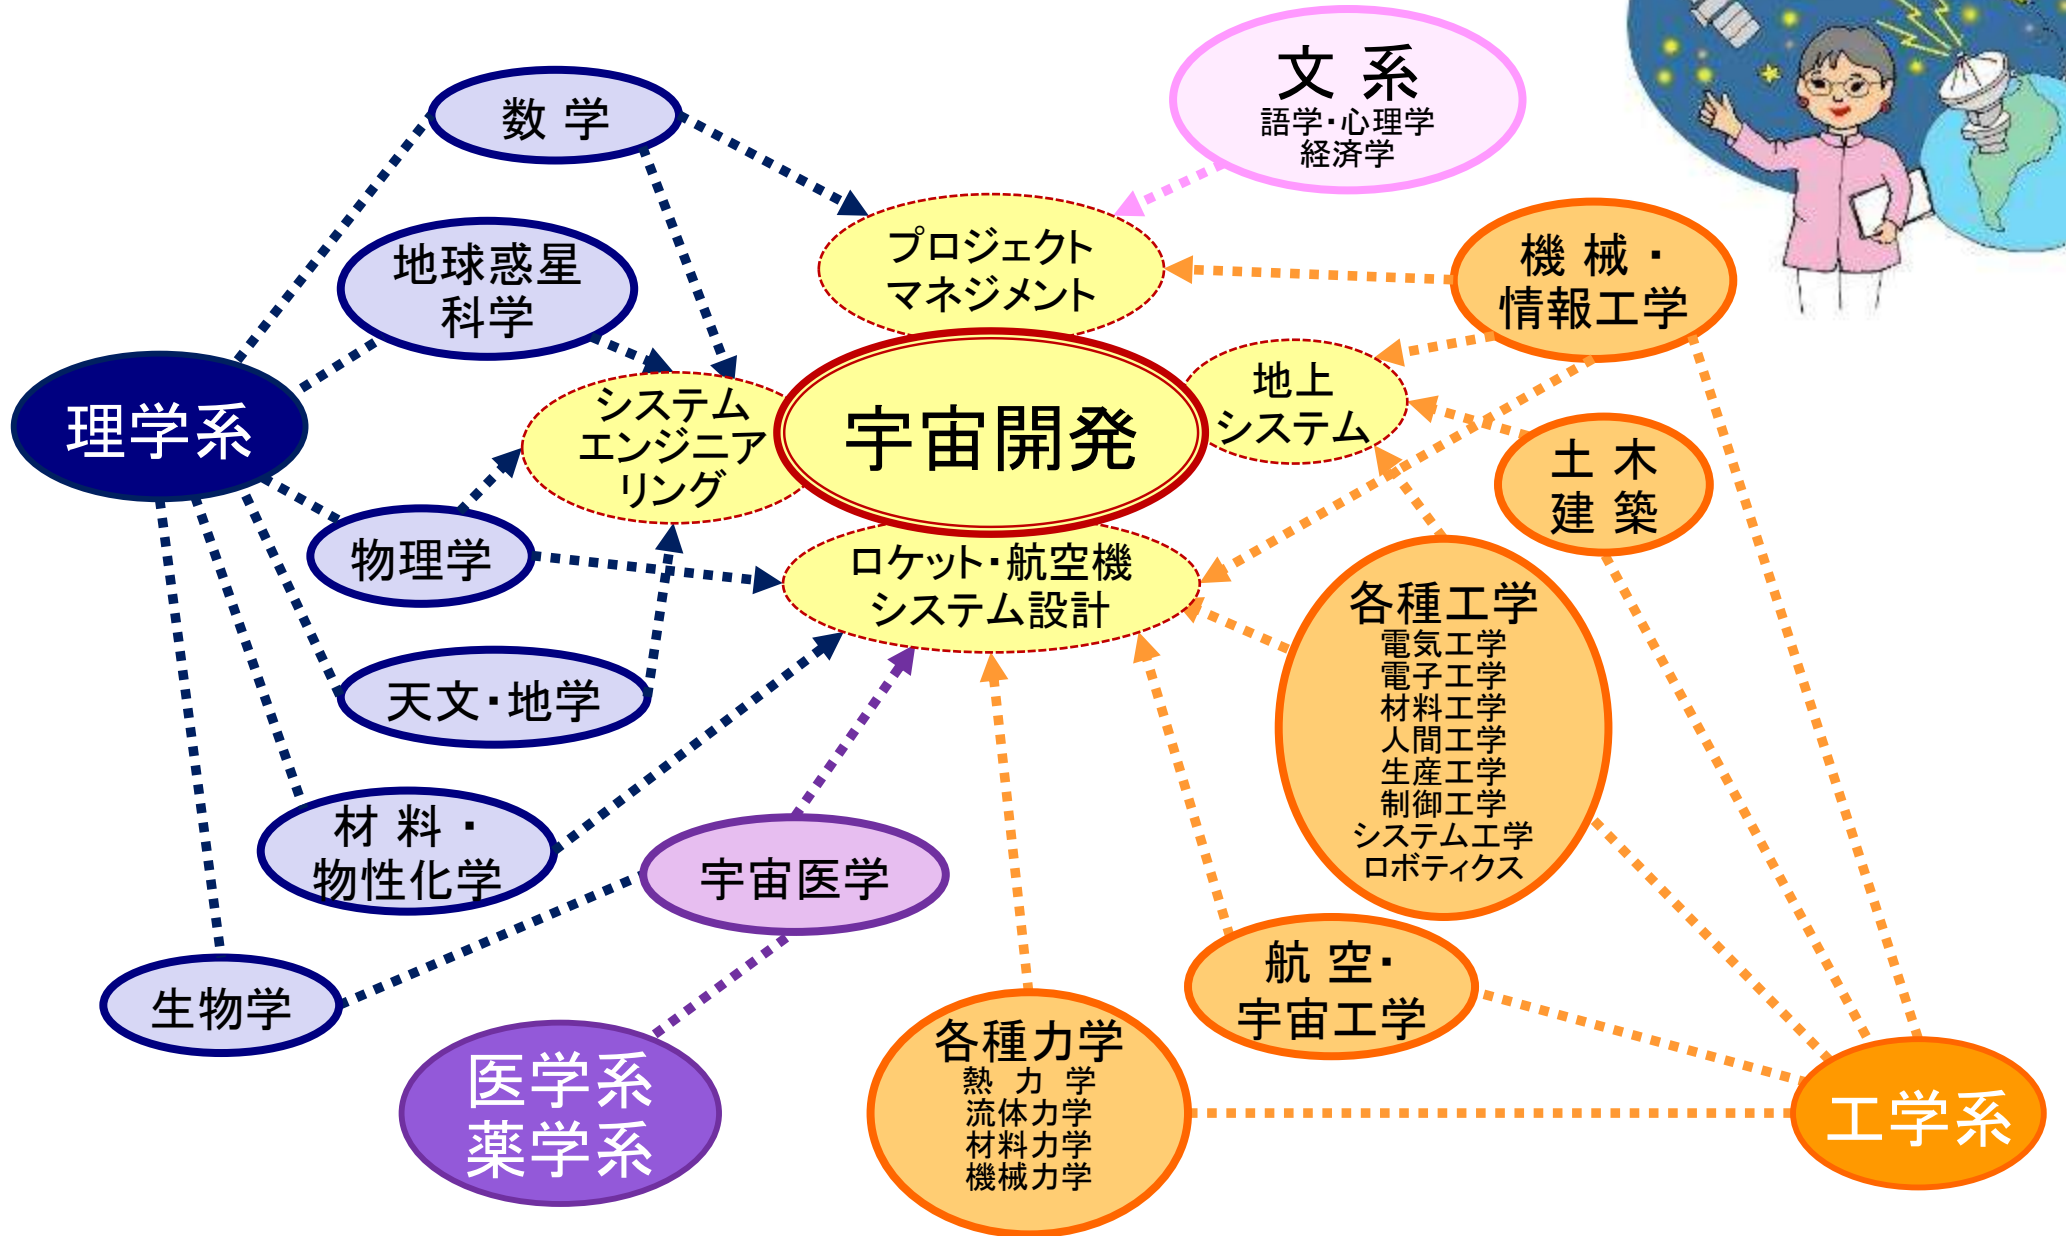 文 系
語学・心理学
経済学
数 学
地球惑星
科学
プロジェクト
マネジメント
機 械 ・
情報工学
理学系
システム
エンジニア
リング
宇宙開発
地上
システム
土 木
建 築
物理学
ロケット・航空機
システム設計
各種工学
電気工学
電子工学
材料工学
人間工学
生産工学
制御工学
システム工学
ロボティクス
天文・地学
材 料 ・
物性化学
宇宙医学
生物学
航 空・
宇宙工学
医学系
薬学系
各種力学
熱 力 学
流体力学
材料力学
機械力学
工学系